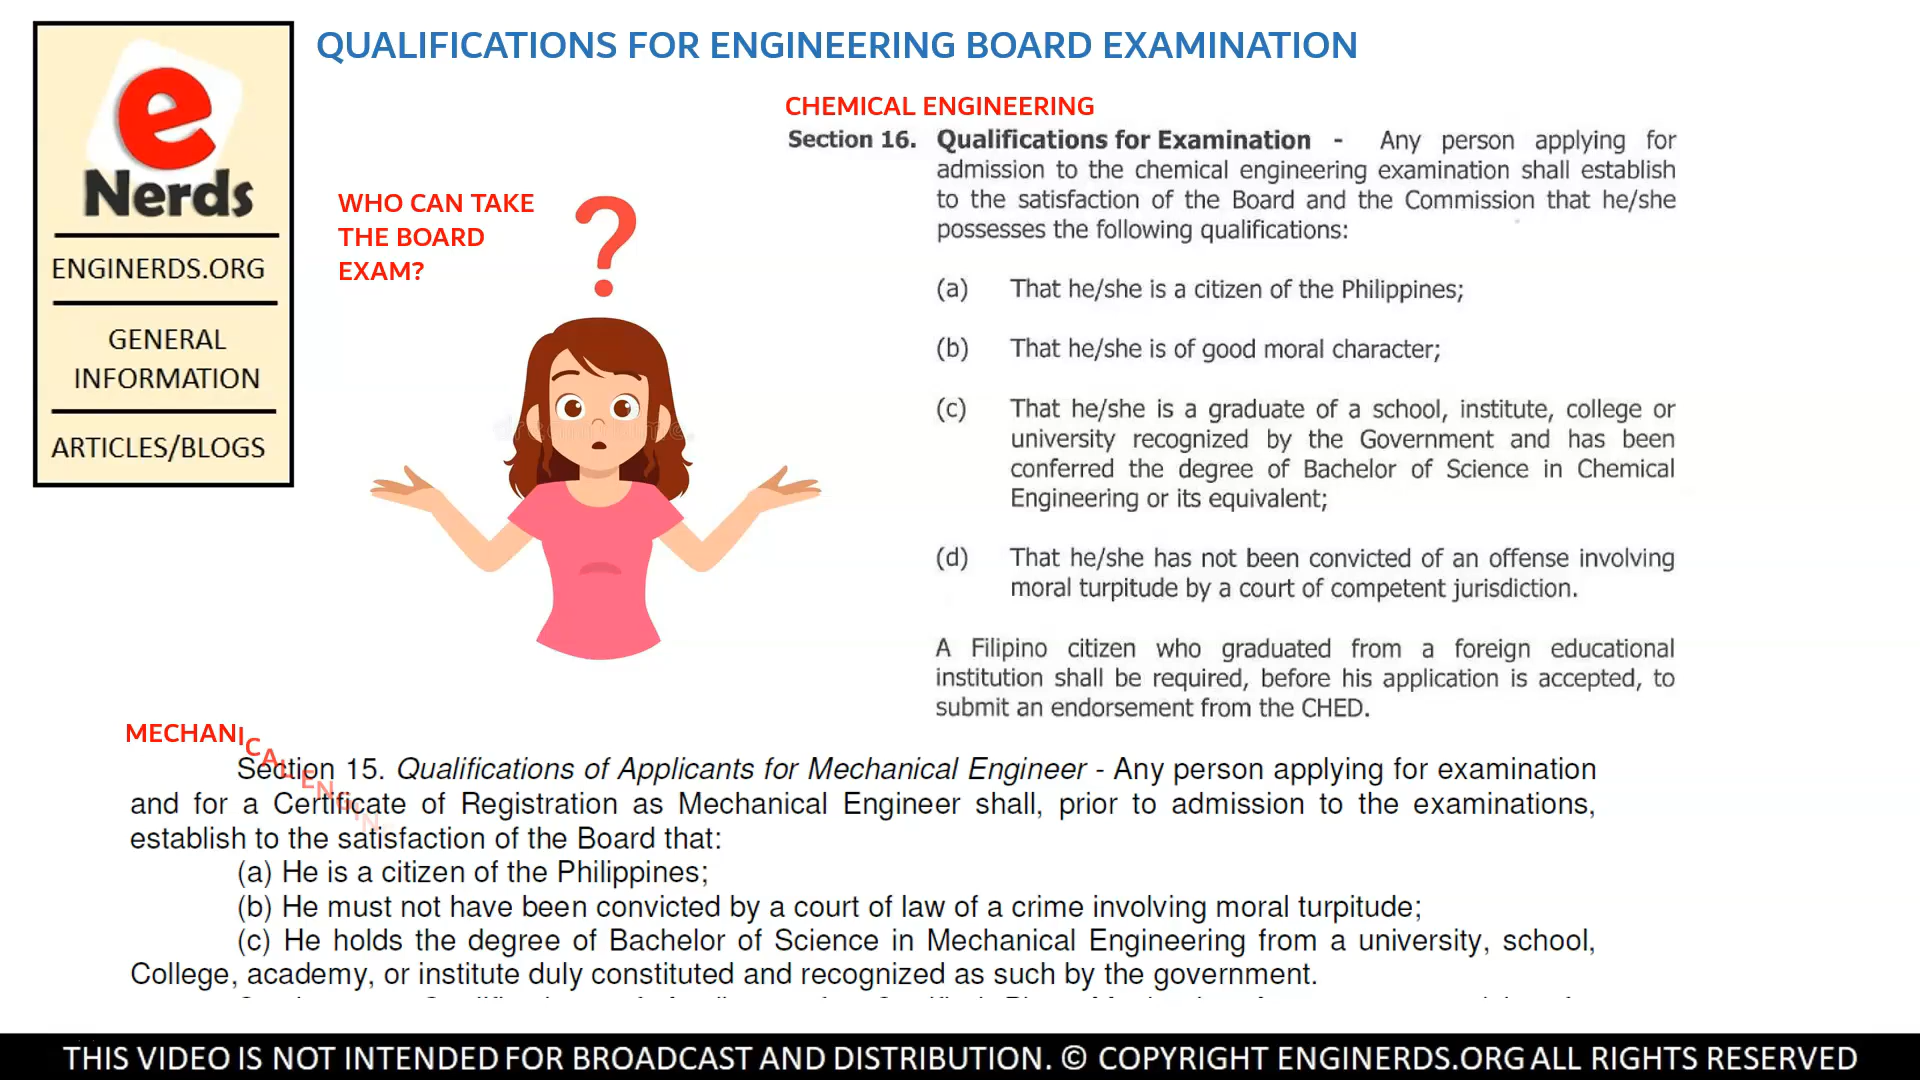 e
Nerds
ENGINERDS.ORG
GENERAL
INFORMATION
ARTICLES/BLOGS
QUALIFICATIONS FOR ENGINEERING BOARD EXAMINATION
WHO CAN TAKE
THE BOARD
EXAM?
?
CHEMICAL ENGINEERING
Section 16. Qualifications for Examination - Any person applying for
admission to the chemical engineering examination shall establish
to the satisfaction of the Board and the Commission that he/she
possesses the following qualifications:
(a) That he/she is a citizen of the Philippines;
(b) That he/she is of good moral character;
(c) That he/she is a graduate of a school, institute, college or
university recognized by the Government and has been
conferred the degree of Bachelor of Science in Chemical
Engineering or its equivalent;
(d) That he/she has not been convicted of an offense involving
moral turpitude by a court of competent jurisdiction.
A Filipino citizen who graduated from a foreign educational
institution shall be required, before his application is accepted, to
submit an endorsement from the CHED.
MECHANICAL ENGIN
Section 15. Qualifications of Applicants for Mechanical Engineer - Any person applying for examination
and for a Certificate of Registration as Mechanical Engineer shall, prior to admission to the examinations,
establish to the satisfaction of the Board that:
(a) He is a citizen of the Philippines;
(b) He must not have been convicted by a court of law of a crime involving moral turpitude;
(c) He holds the degree of Bachelor of Science in Mechanical Engineering from a university, school,
College, academy, or institute duly constituted and recognized as such by the government.
THIS VIDEO IS NOT INTENDED FOR BROADCAST AND DISTRIBUTION. © COPYRIGHT ENGINERDS.ORG ALL RIGHTS RESERVED